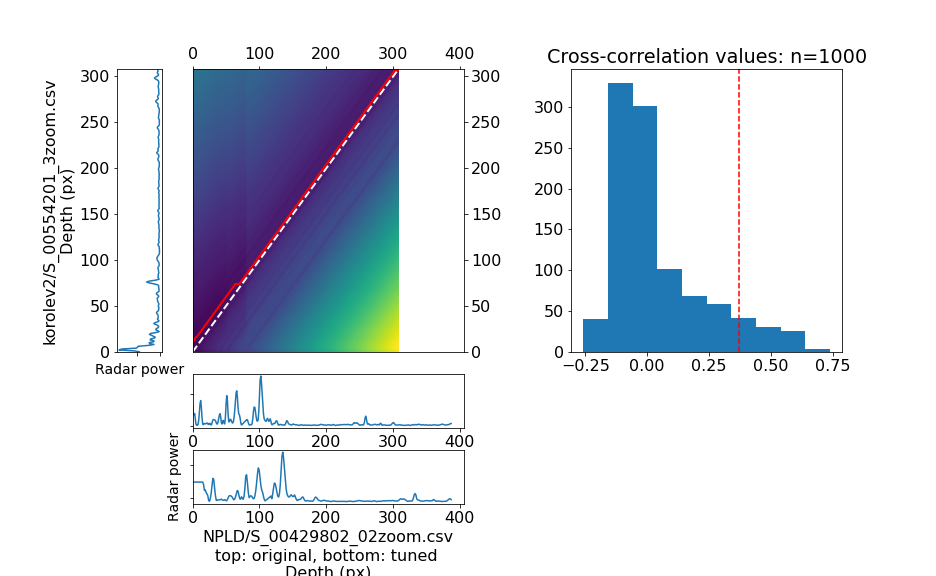 Cross-correlation values: n=1000
0 100 200 300 400
korolev2/S_00554201_3zoom.csv
Depth (px)
300
250
200
150
100
50
0
Radar power
300
250
200
150
100
50
0
300
250
200
150
100
50
0
−0.25 0.00 0.25 0.50 0.75
0 100 200 300 400
Radar power
0 100 200 300 400
NPLD/S_00429802_02zoom.csv
top: original, bottom: tuned
Depth (px)